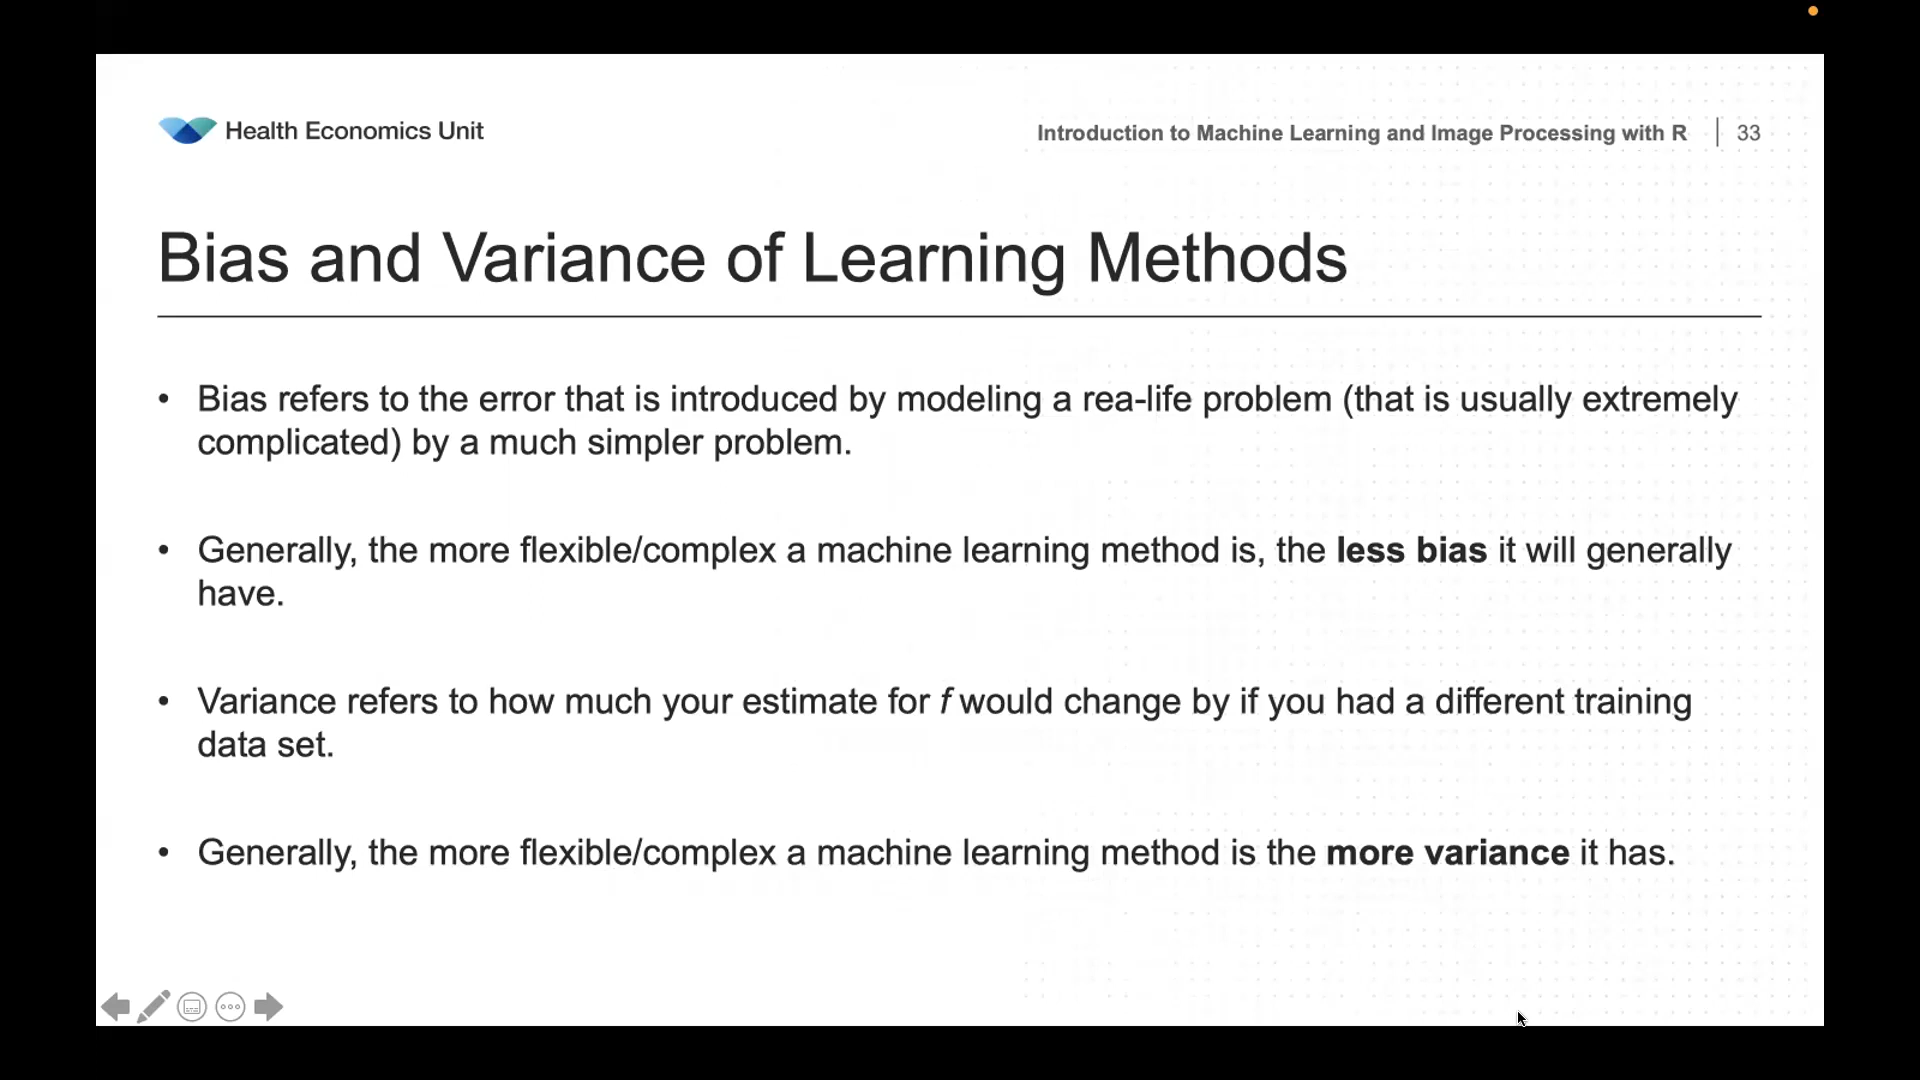 Health Economics Unit
Introduction to Machine Learning and Image Processing with R
33
Bias and Variance of Learning Methods
• Bias refers to the error that is introduced by modeling a rea-life problem (that is usually extremely
complicated) by a much simpler problem.
• Generally, the more flexible/complex a machine learning method is, the less bias it will generally
have.
• Variance refers to how much your estimate for f would change by if you had a different training
data set.
• Generally, the more flexible/complex a machine learning method is the more variance it has.